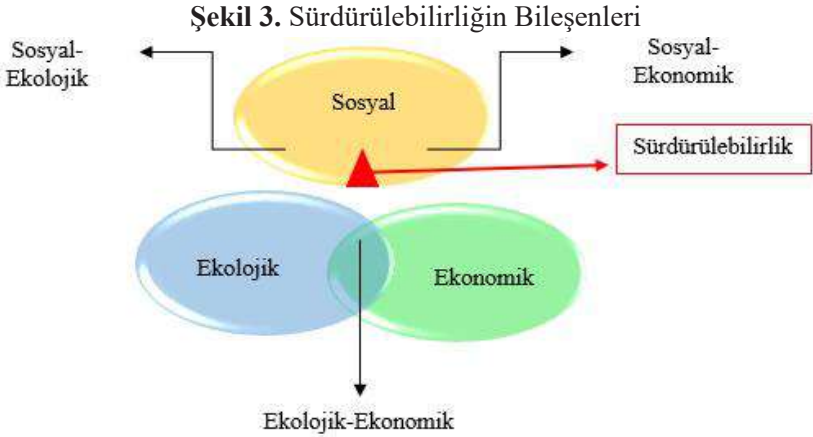 Şekil 3. Sürdürülebilirliğin Bileşenleri
Sosyal-
Ekolojik
Sosyal
Sosyal-
Ekonomik
Sürdürülebilirlik
Ekolojik
Ekonomik
Ekolojik-Ekonomik